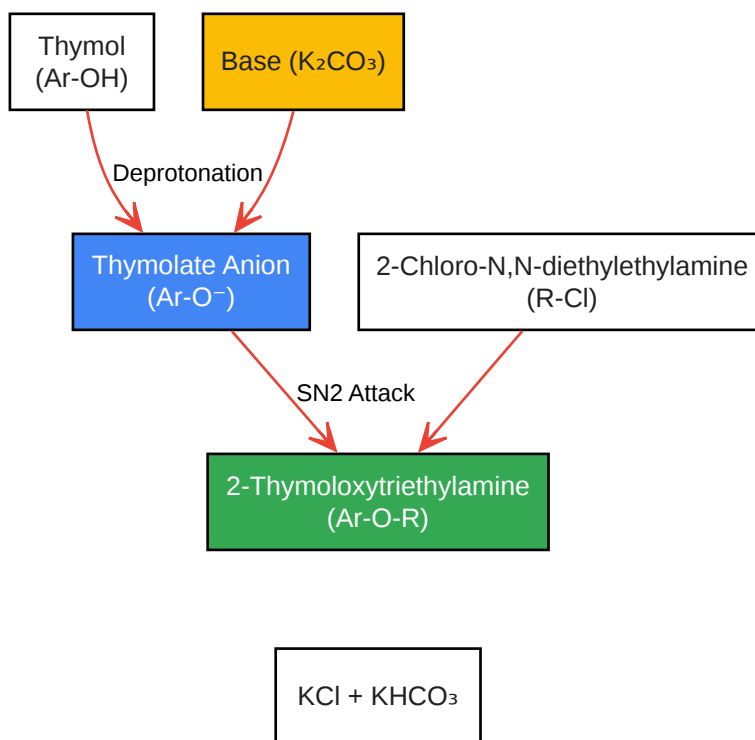 Thymol
(Ar-OH)
Base (K₂CO₃)
Deprotonation
Thymolate Anion
(Ar-O⁻)
2-Chloro-N,N-diethylethylamine
(R-Cl)
SN2 Attack
2-Thymoloxytriethylamine
(Ar-O-R)
KCl + KHCO₃